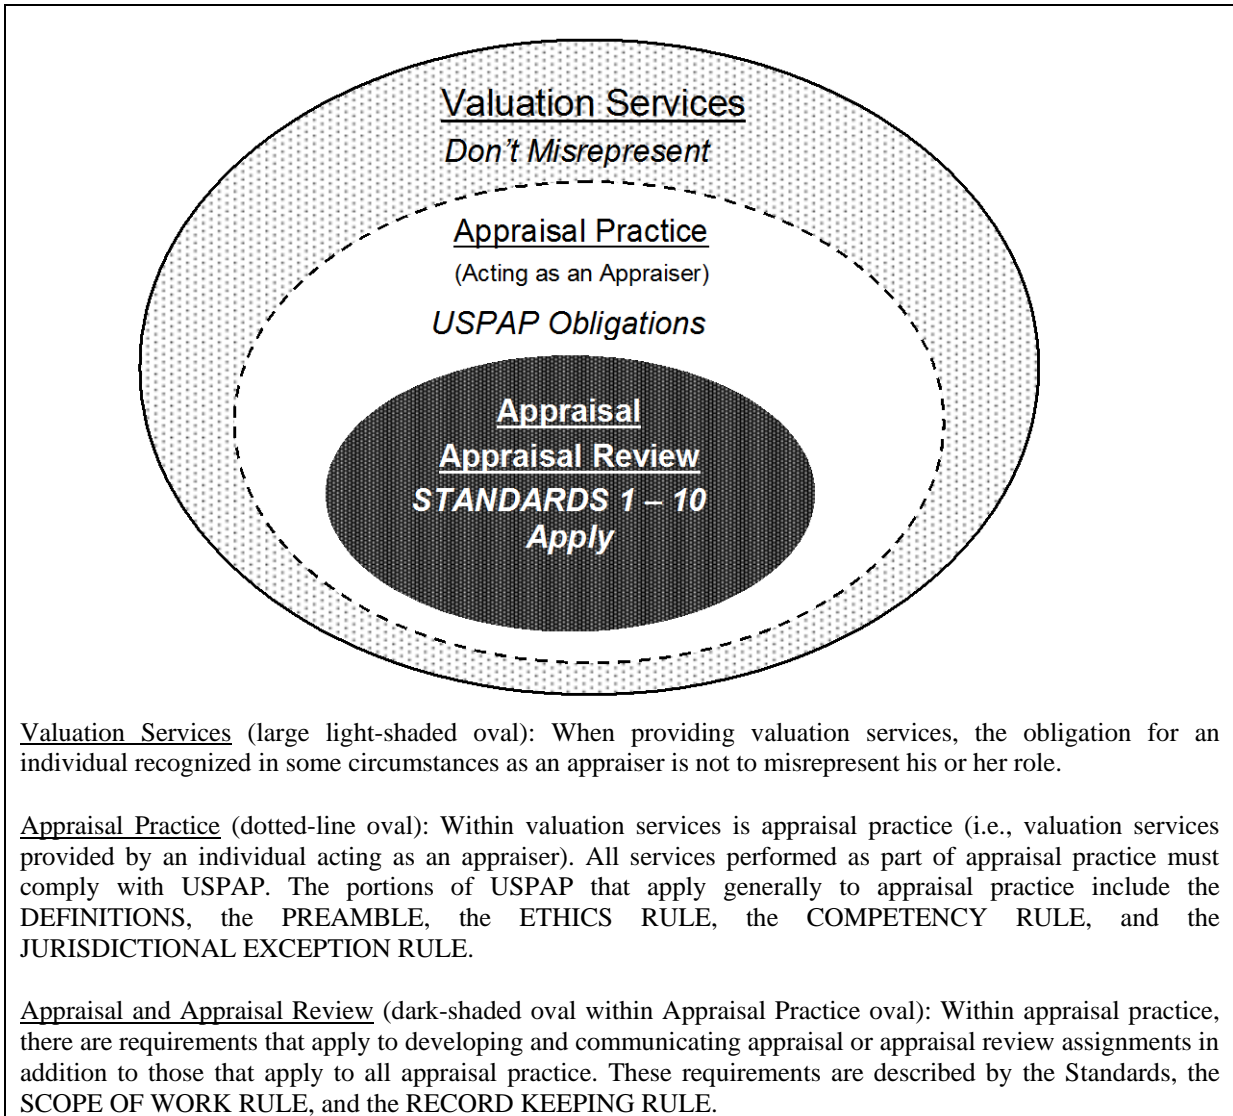 Valuation Services
Don't Misrepresent
Appraisal Practice
(Acting as an Appraiser)
USPAP Obligations
Appraisal
Appraisal Review
STANDARDS 1 – 10
Apply
Valuation Services (large light-shaded oval): When providing valuation services, the obligation for an
individual recognized in some circumstances as an appraiser is not to misrepresent his or her role.
Appraisal Practice (dotted-line oval): Within valuation services is appraisal practice (i.e., valuation services
provided by an individual acting as an appraiser). All services performed as part of appraisal practice must
comply with USPAP. The portions of USPAP that apply generally to appraisal practice include the
DEFINITIONS, the PREAMBLE, the ETHICS RULE, the COMPETENCY RULE, and the
JURISDICTIONAL EXCEPTION RULE.
Appraisal and Appraisal Review (dark-shaded oval within Appraisal Practice oval): Within appraisal practice,
there are requirements that apply to developing and communicating appraisal or appraisal review assignments in
addition to those that apply to all appraisal practice. These requirements are described by the Standards, the
SCOPE OF WORK RULE, and the RECORD KEEPING RULE.